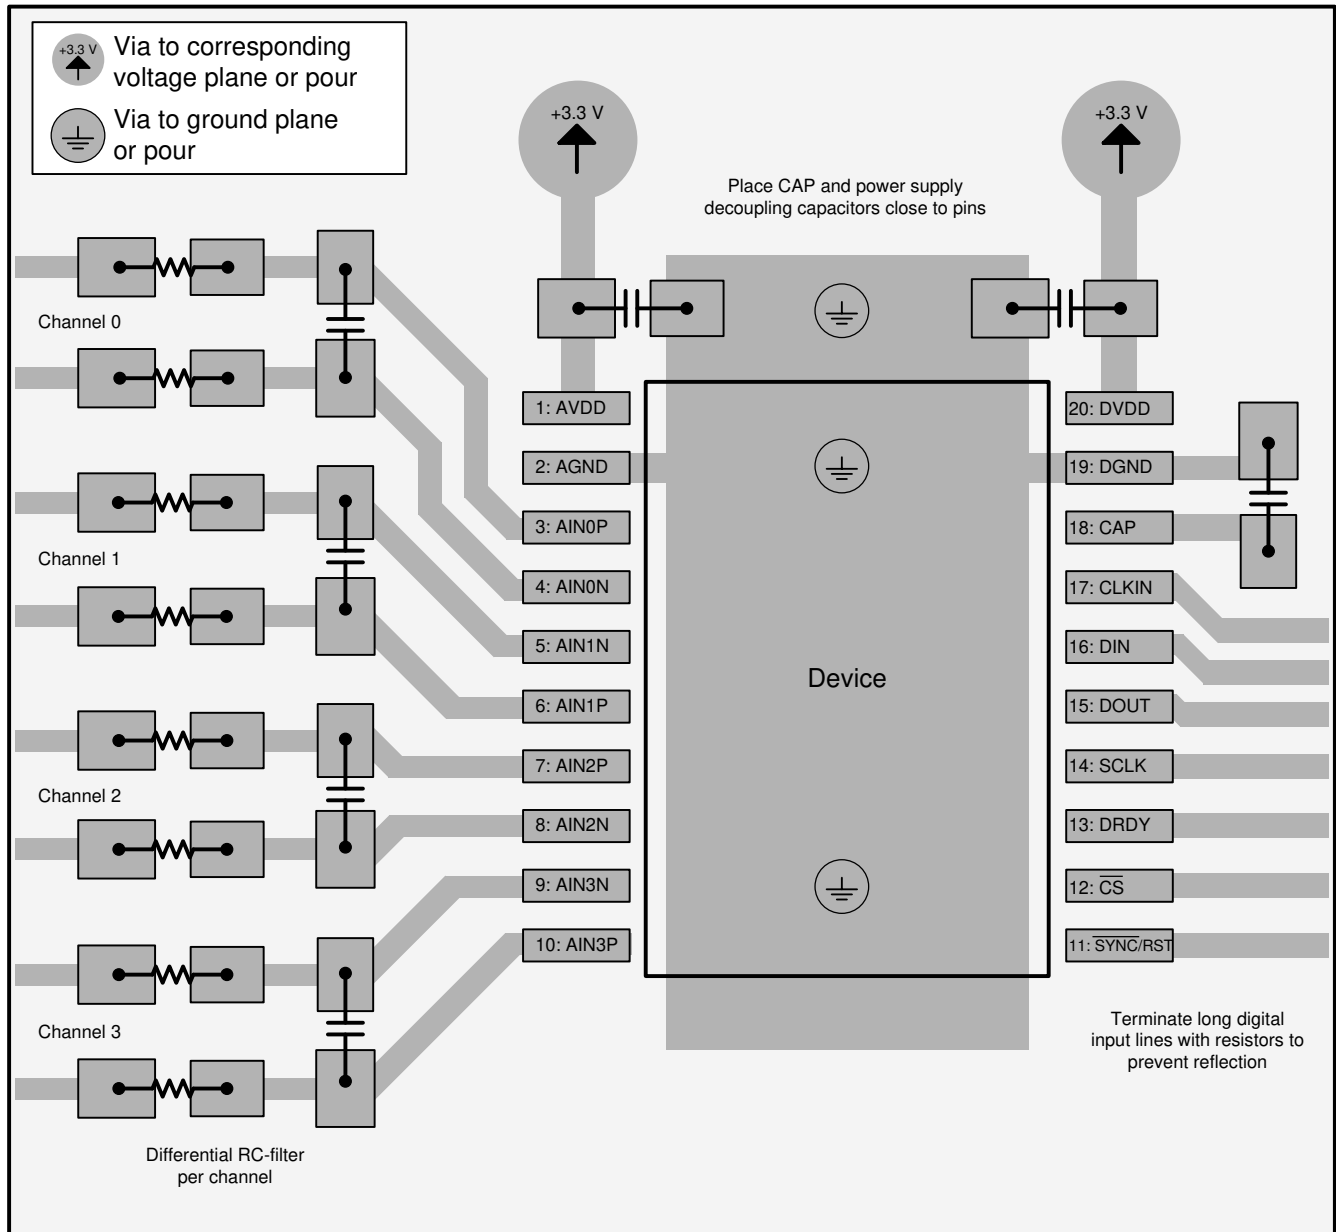 +3.3 V
Via to corresponding
voltage plane or pour
Via to ground plane
or pour
+3.3 V
+3.3 V
Place CAP and power supply
decoupling capacitors close to pins
Channel 0
Channel 1
Channel 2
Channel 3
1: AVDD
2: AGND
3: AIN0P
4: AIN0N
5: AIN1N
6: AIN1P
7: AIN2P
8: AIN2N
9: AIN3N
10: AIN3P
Device
20: DVDD
19: DGND
18: CAP
17: CLKIN
16: DIN
15: DOUT
14: SCLK
13: DRDY
12: C̅S̅
11: S̅Y̅N̅C̅/RST
Terminate long digital
input lines with resistors to
prevent reflection
Differential RC-filter
per channel